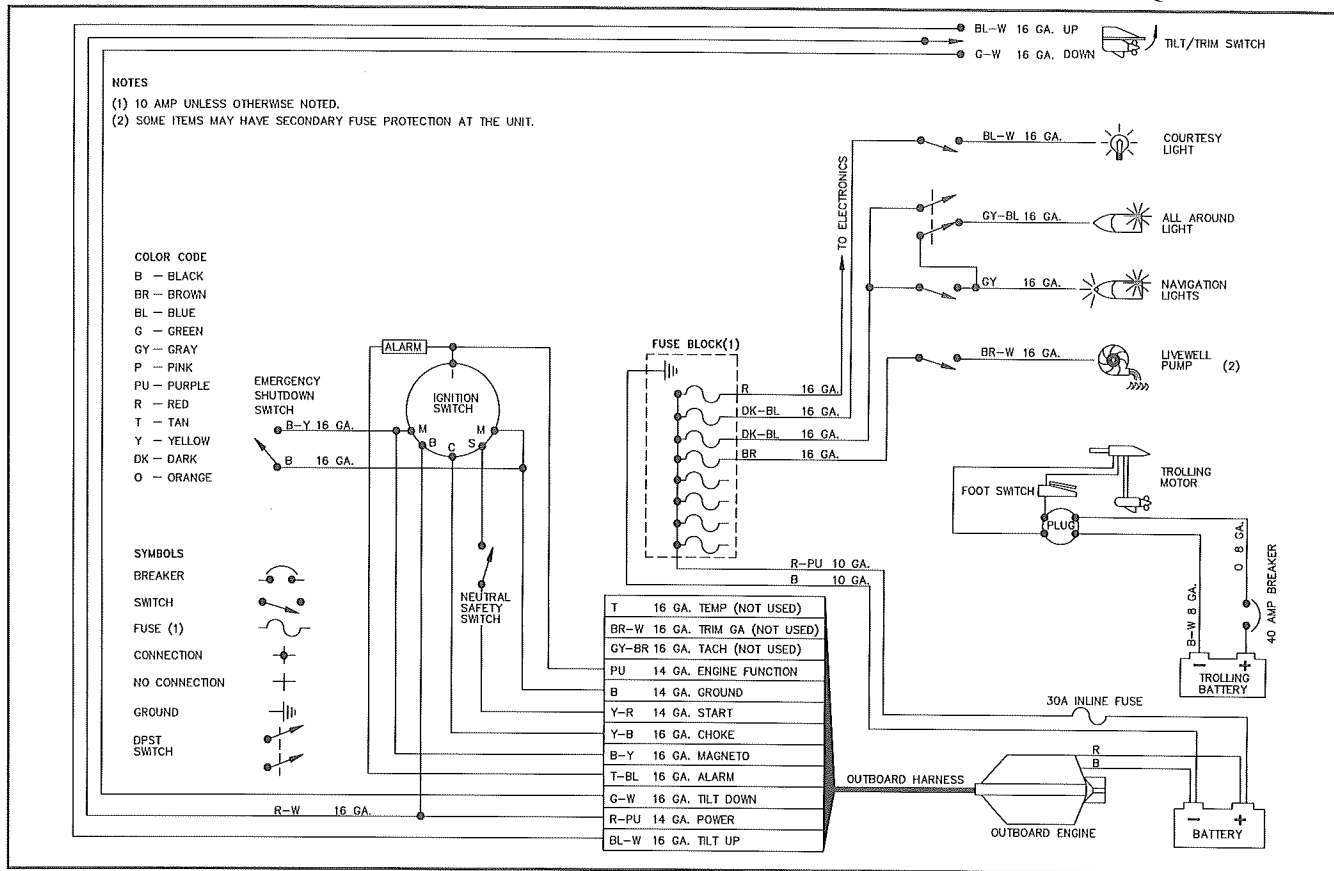 BL-W 16 GA. UP
G-W 16 GA. DOWN
TILT/TRIM SWITCH
NOTES
(1) 10 AMP UNLESS OTHERWISE NOTED.
(2) SOME ITEMS MAY HAVE SECONDARY FUSE PROTECTION AT THE UNIT.
BL-W 16 GA.
COURTESY
LIGHT
TO ELECTRONICS
GY-BL 16 GA.
ALL AROUND
LIGHT
GY 16 GA.
NAVIGATION
LIGHTS
BR-W 16 GA.
LIVEWELL
PUMP (2)
COLOR CODE
B - BLACK
BR - BROWN
BL - BLUE
G - GREEN
GY - GRAY
P - PINK
PU - PURPLE
R - RED
T - TAN
Y - YELLOW
DK - DARK
O - ORANGE
EMERGENCY
SHUTDOWN
SWITCH
B-Y 16 GA.
B 16 GA.
ALARM
I
IGNITION
SWITCH
M
B
C
S
M
NEUTRAL
SAFETY
SWITCH
FUSE BLOCK(1)
R 16 GA.
DK-BL 16 GA.
DK-BL 16 GA.
BR 16 GA.
R-PU 10 GA.
B 10 GA.
TROLLING
MOTOR
FOOT SWITCH
PLUG
O 8 GA.
B-W 8 GA.
40 AMP BREAKER
- +
TROLLING
BATTERY
SYMBOLS
BREAKER
SWITCH
FUSE (1)
CONNECTION
NO CONNECTION
GROUND
DPST
SWITCH
T 16 GA. TEMP (NOT USED)
BR-W 16 GA. TRIM GA (NOT USED)
GY-BR 16 GA. TACH (NOT USED)
PU 14 GA. ENGINE FUNCTION
B 14 GA. GROUND
Y-R 14 GA. START
Y-B 16 GA. CHOKE
B-Y 16 GA. MAGNETO
T-BL 16 GA. ALARM
G-W 16 GA. TILT DOWN
R-PU 14 GA. POWER
BL-W 16 GA. TILT UP
R-W 16 GA.
30A INLINE FUSE
OUTBOARD HARNESS
R
B
OUTBOARD ENGINE
- +
BATTERY